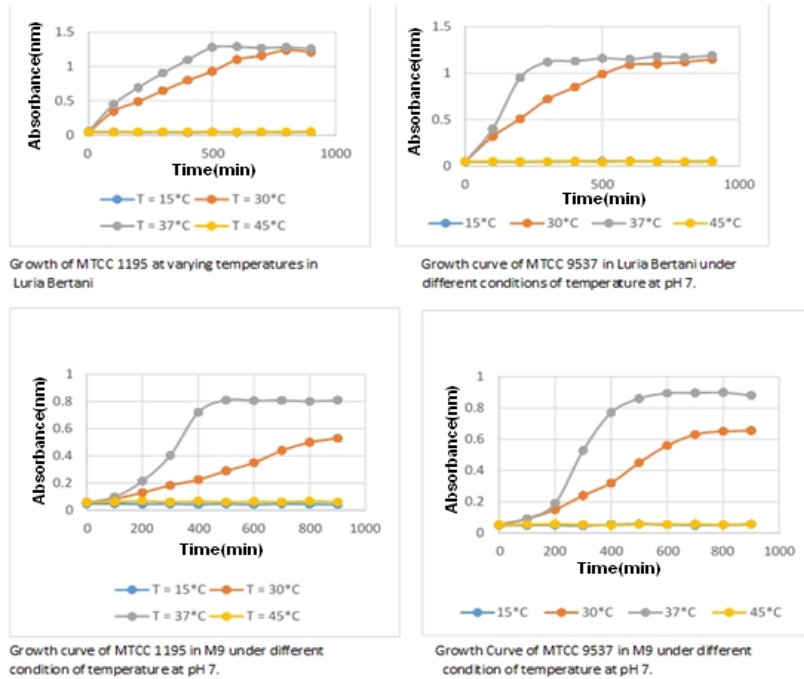 1.5
1
0.5
0
0 500 1000
Absorbance(nm)
Time(min)
T = 15*C T = 30*C
T = 37*C T = 45*C
Growth of MTCC 1195 at varying temperatures in
Luria Bertani
1.5
1
0.5
0
0 500 1000
Absorbance(nm)
Time(min)
15*C 30*C 37*C 45*C
Growth curve of MTCC 9537 in Luria Bertani under
different conditions of temperature at pH 7.
1
0.8
0.6
0.4
0.2
0
0 200 400 600 800 1000
Absorbance(nm)
Time(min)
T = 15*C T = 30*C
T = 37*C T = 45*C
Growth curve of MTCC 1195 in M9 under different
condition of temperature at pH 7.
1
0.8
0.6
0.4
0.2
0
0 200 400 600 800 1000
Absorbance(nm)
Time(min)
15*C 30*C 37*C 45*C
Growth Curve of MTCC 9537 in M9 under different
condition of temperature at pH 7.